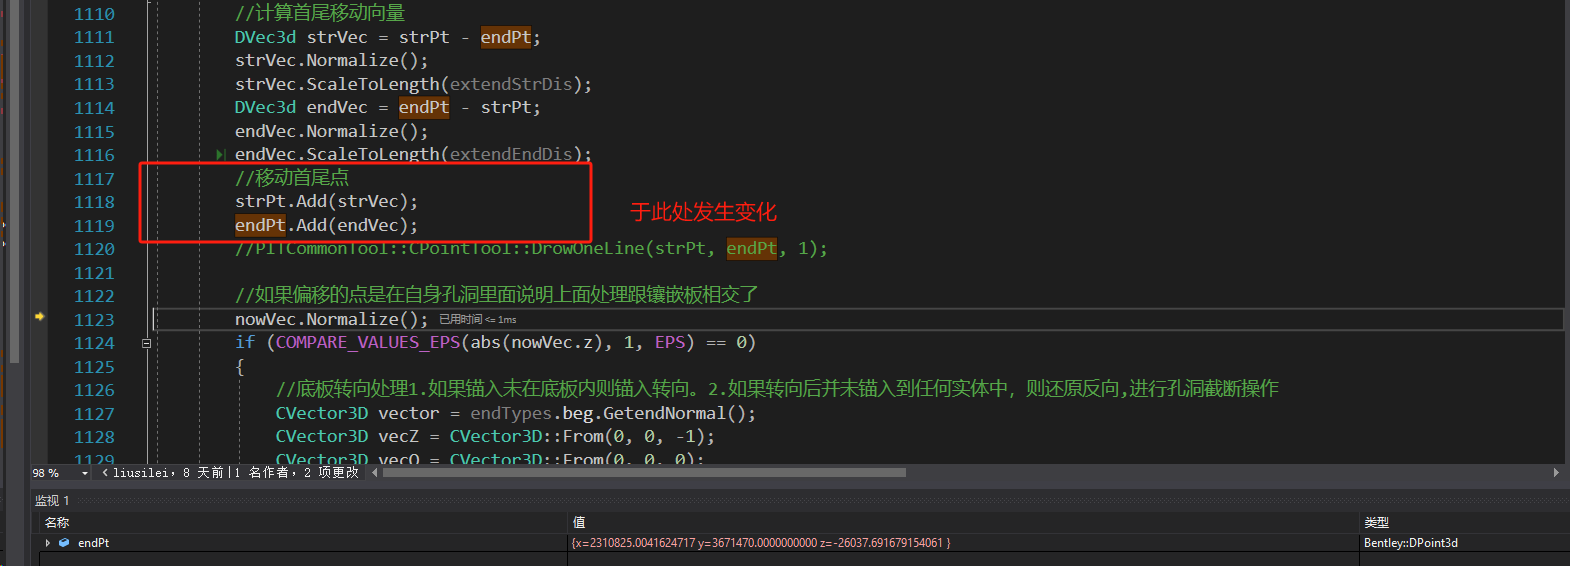 1110 //计算首尾移动向量
1111 DVec3d strVec = strPt - endPt;
1112 strVec.Normalize();
1113 strVec.ScaleToLength(extendStrDis);
1114 DVec3d endVec = endPt - strPt;
1115 endVec.Normalize();
1116 endVec.ScaleToLength(extendEndDis);
1117 //移动首尾点
1118 strPt.Add(strVec);
于此处发生变化
1119 endPt.Add(endVec);
1120 //PITCommonTool::CPointTool::DrowOneLine(strPt, endPt, 1);
1121
1122 //如果偏移的点是在自身孔洞里面说明上面处理跟镶嵌板相交了
1123 nowVec.Normalize(); 已用时间 <= 1ms
1124 if (COMPARE_VALUES_EPS(abs(nowVec.z), 1, EPS) == 0)
1125 {
1126 //底板转向处理1.如果锚入未在底板内则锚入转向。2.如果转向后并未锚入到任何实体中，则还原反向,进行孔洞截断操作
1127 CVector3D vector = endTypes.beg.GetendNormal();
1128 CVector3D vecZ = CVector3D::From(0, 0, -1);
1129 CVector3D vecO = CVector3D::From(0, 0, 0);
98 % liusilei，8 天前|1 名作者，2 项更改
监视 1
名称 值 类型
endPt {x=2310825.0041624717 y=3671470.0000000000 z=-26037.691679154061 } Bentley::DPoint3d